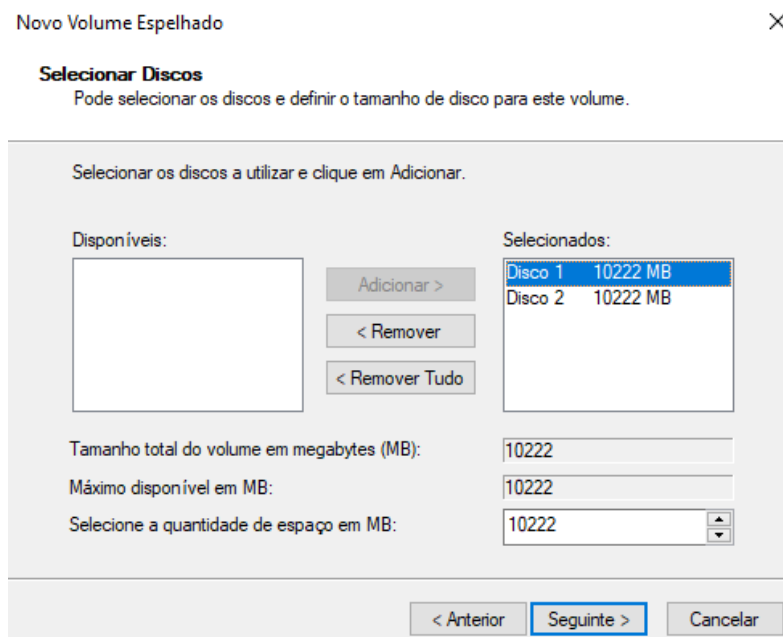 Novo Volume Espelhado
Selecionar Discos
Pode selecionar os discos e definir o tamanho de disco para este volume.
Selecionar os discos a utilizar e clique em Adicionar.
Disponíveis:
Selecionados:
Adicionar >
< Remover
< Remover Tudo
Disco 1 10222 MB
Disco 2 10222 MB
Tamanho total do volume em megabytes (MB): 10222
Máximo disponível em MB: 10222
Selecione a quantidade de espaço em MB: 10222
< Anterior Seguinte > Cancelar